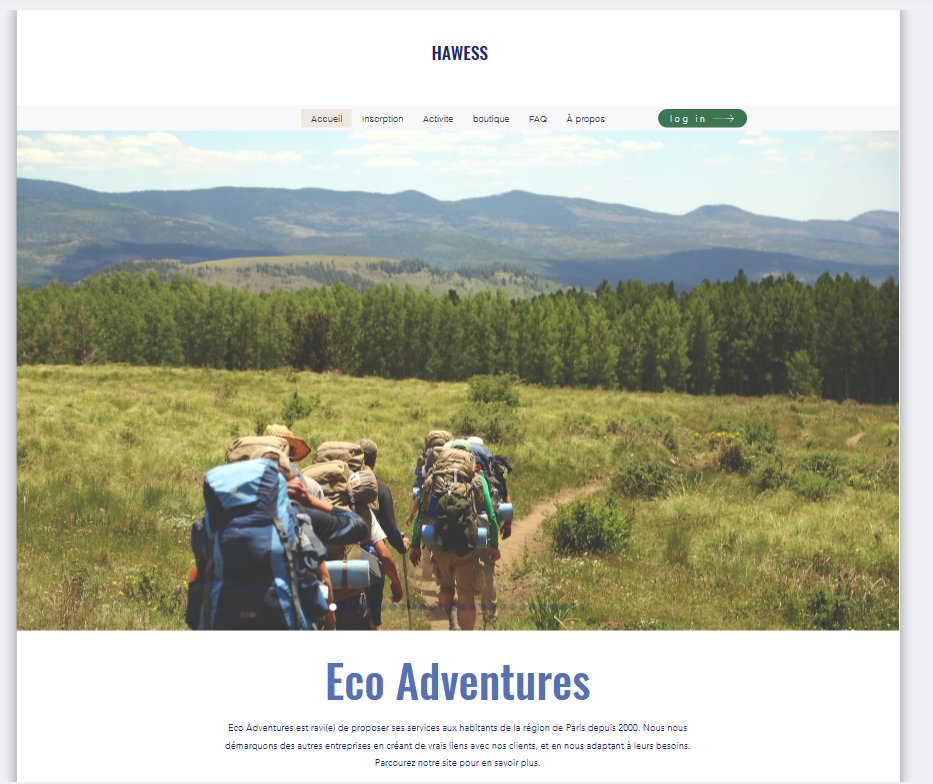 HAWESS
Accueil Inscrption Activite boutique FAQ À propos log in
Eco Adventures
Eco Adventures est ravi(e) de proposer ses services aux habitants de la région de Paris depuis 2000. Nous nous
démarquons des autres entreprises en créant de vrais liens avec nos clients, et en nous adaptant à leurs besoins.
Parcourez notre site pour en savoir plus.